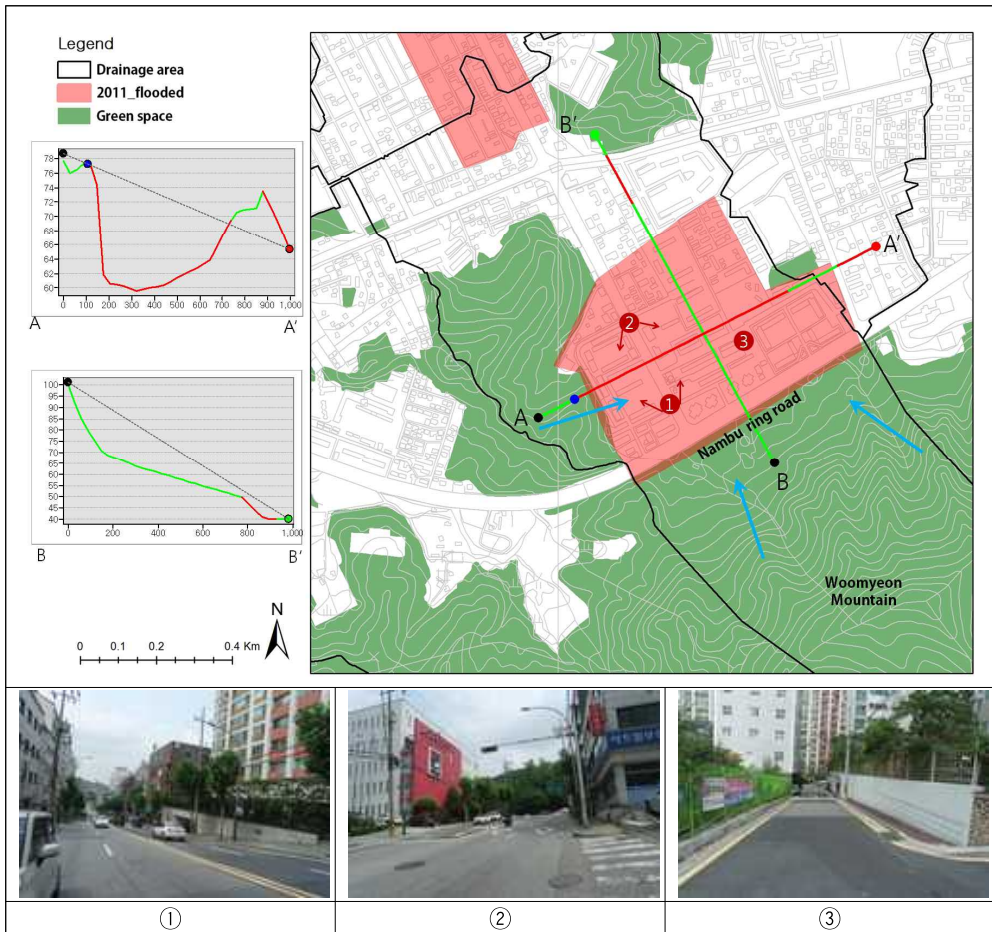 Legend
Drainage area
2011_flooded
Green space
78
76
74
72
70
68
66
64
62
60
0 100 200 300 400 500 600 700 800 900 1,000
A A'
100
95
90
85
80
75
70
65
60
55
50
45
40
0 200 400 600 800 1,000
B B'
N
0 0.1 0.2 0.4 Km
B'
A'
2
3
1
A
Nambu ring road
B
Woomyeon
Mountain
① ② ③